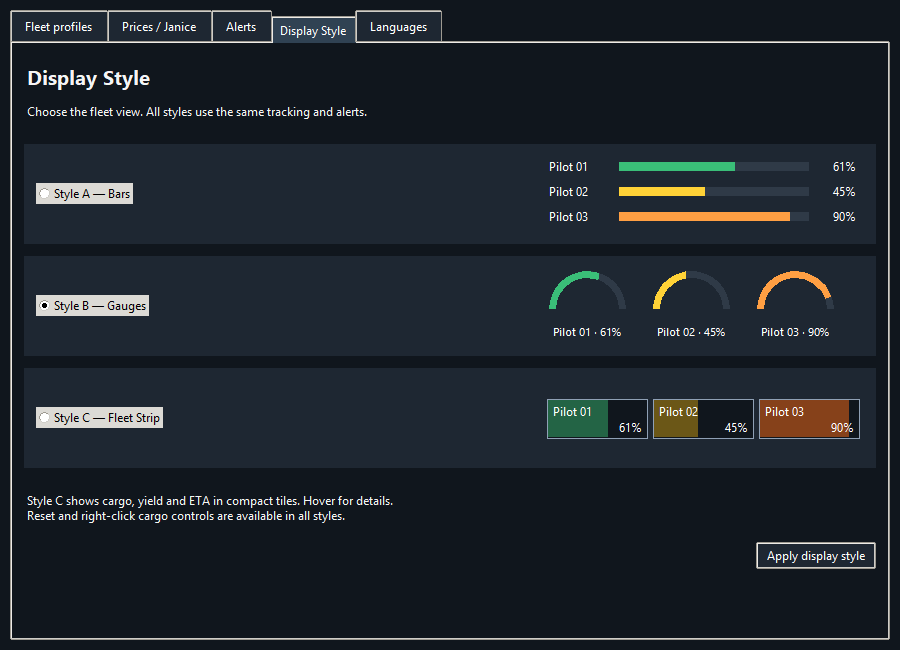 Fleet profiles
Prices / Janice
Alerts
Display Style
Languages
Display Style
Choose the fleet view. All styles use the same tracking and alerts.
Style A — Bars
Pilot 01 61%
Pilot 02 45%
Pilot 03 90%
Style B — Gauges
Pilot 01 · 61%
Pilot 02 · 45%
Pilot 03 · 90%
Style C — Fleet Strip
Pilot 01
61%
Pilot 02
45%
Pilot 03
90%
Style C shows cargo, yield and ETA in compact tiles. Hover for details.
Reset and right-click cargo controls are available in all styles.
Apply display style